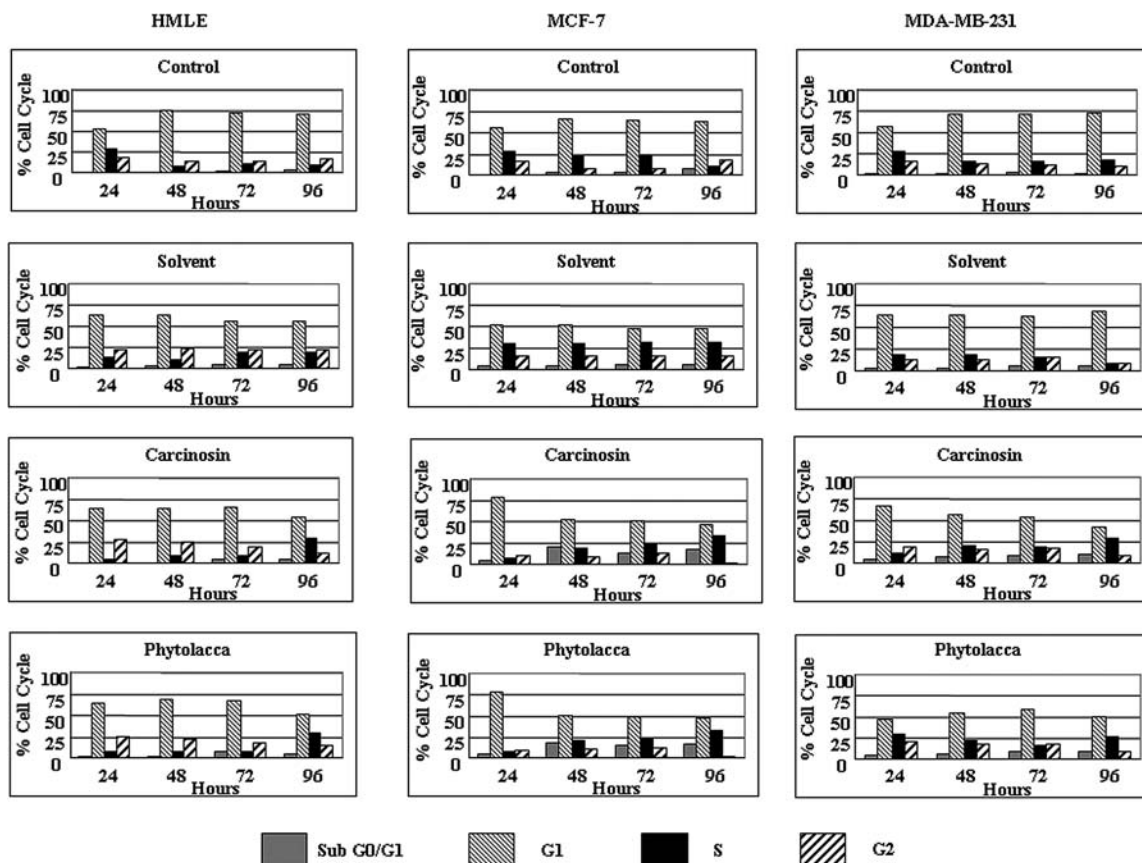 HMLE MCF-7 MDA-MB-231
Control
% Cell Cycle
100
75
50
25
0
24 48 72 96
Hours
Control
% Cell Cycle
100
75
50
25
0
24 48 72 96
Hours
Control
% Cell Cycle
100
75
50
25
0
24 48 72 96
Hours
Solvent
% Cell Cycle
100
75
50
25
0
24 48 72 96
Hours
Solvent
% Cell Cycle
100
75
50
25
0
24 48 72 96
Hours
Solvent
% Cell Cycle
100
75
50
25
0
24 48 72 96
Hours
Carcinosin
% Cell Cycle
100
75
50
25
0
24 48 72 96
Hours
Carcinosin
% Cell Cycle
100
75
50
25
0
24 48 72 96
Hours
Carcinosin
% Cell Cycle
100
75
50
25
0
24 48 72 96
Hours
Phytolacca
% Cell Cycle
100
75
50
25
0
24 48 72 96
Hours
Phytolacca
% Cell Cycle
100
75
50
25
0
24 48 72 96
Hours
Phytolacca
% Cell Cycle
100
75
50
25
0
24 48 72 96
Hours
Sub G0/G1 G1 S G2